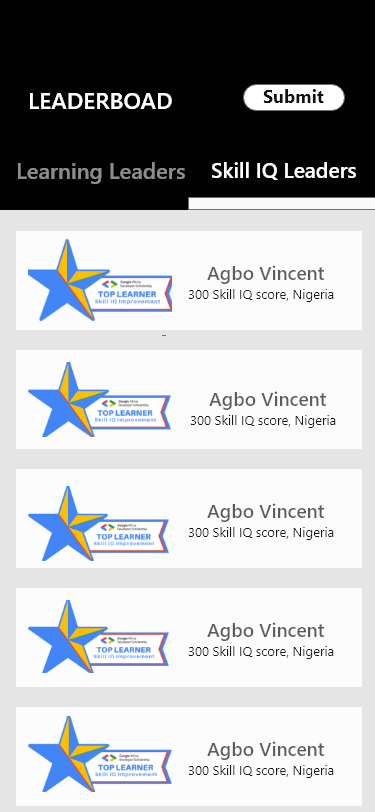 LEADERBOAD
Submit
Learning Leaders
Skill IQ Leaders
Google Africa
Developer Scholarship
TOP LEARNER
Skill IQ Improvement
Agbo Vincent
300 Skill IQ score, Nigeria
Google Africa
Developer Scholarship
TOP LEARNER
Skill IQ Improvement
Agbo Vincent
300 Skill IQ score, Nigeria
Google Africa
Developer Scholarship
TOP LEARNER
Skill IQ Improvement
Agbo Vincent
300 Skill IQ score, Nigeria
Google Africa
Developer Scholarship
TOP LEARNER
Skill IQ Improvement
Agbo Vincent
300 Skill IQ score, Nigeria
Google Africa
Developer Scholarship
TOP LEARNER
Skill IQ Improvement
Agbo Vincent
300 Skill IQ score, Nigeria